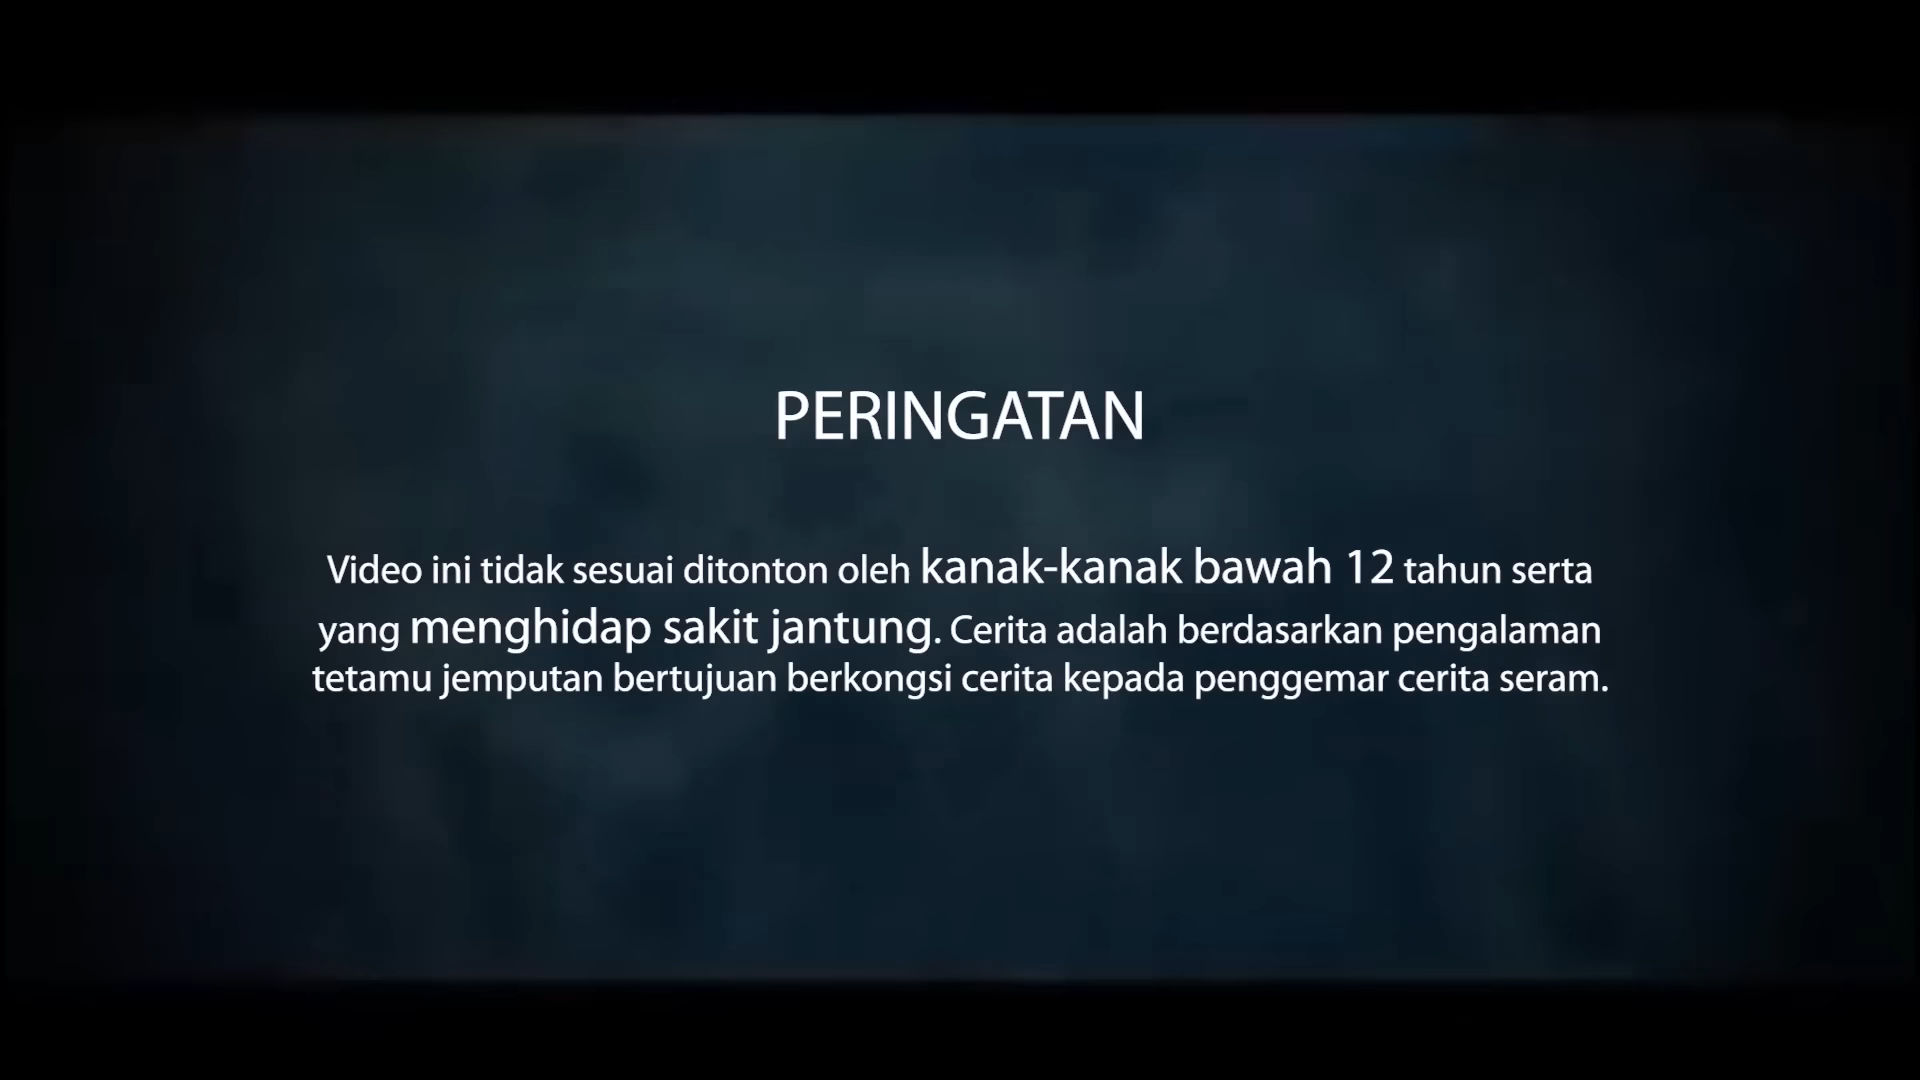 PERINGATAN
Video ini tidak sesuai ditonton oleh kanak-kanak bawah 12 tahun serta
yang menghidap sakit jantung. Cerita adalah berdasarkan pengalaman
tetamu jemputan bertujuan berkongsi cerita kepada penggemar cerita seram.